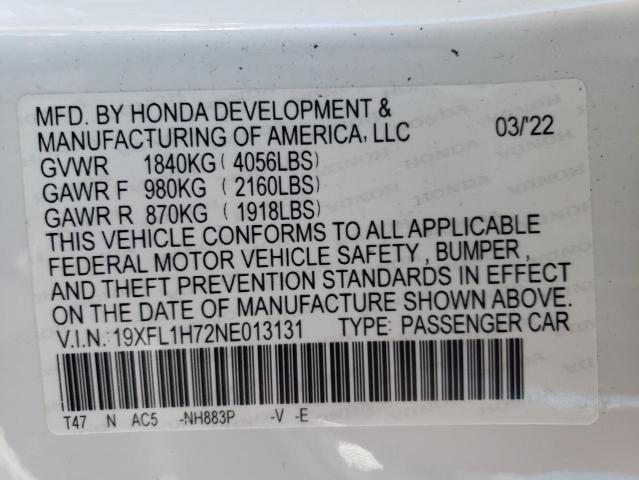 MFD. BY HONDA DEVELOPMENT &
MANUFACTURING OF AMERICA, LLC 03/'22
GVWR 1840KG ( 4056LBS)
GAWR F 980KG ( 2160LBS)
GAWR R 870KG ( 1918LBS)
THIS VEHICLE CONFORMS TO ALL APPLICABLE
FEDERAL MOTOR VEHICLE SAFETY , BUMPER ,
AND THEFT PREVENTION STANDARDS IN EFFECT
ON THE DATE OF MANUFACTURE SHOWN ABOVE.
V.I.N.:19XFL1H72NE013131 TYPE: PASSENGER CAR
T47 N AC5 -NH883P -V -E